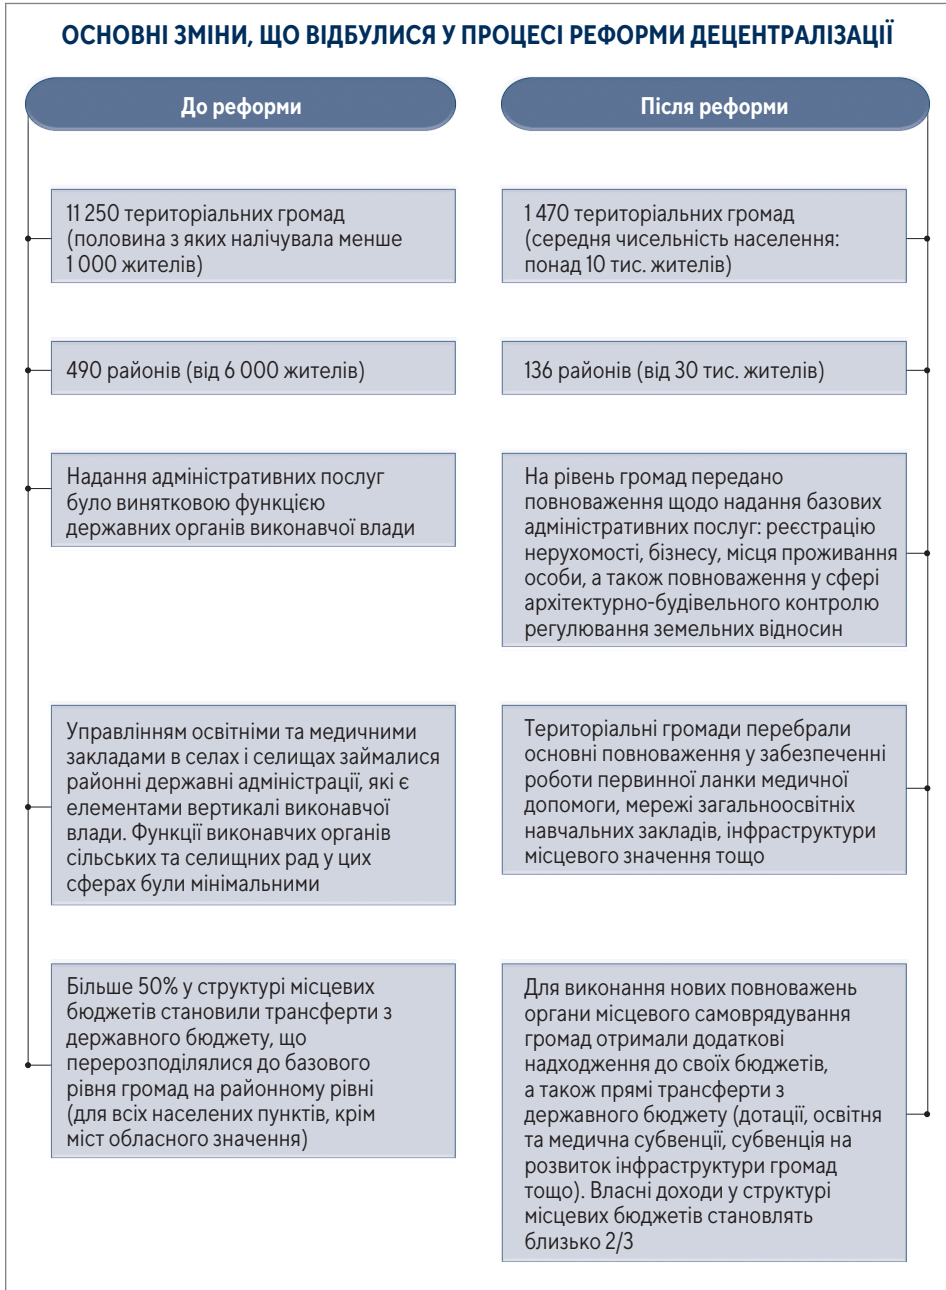 ОСНОВНІ ЗМІНИ, ЩО ВІДБУЛИСЯ У ПРОЦЕСІ РЕФОРМИ ДЕЦЕНТРАЛІЗАЦІЇ
До реформи
Після реформи
11 250 територіальних громад
(половина з яких налічувала менше
1 000 жителів)
1 470 територіальних громад
(середня чисельність населення:
понад 10 тис. жителів)
490 районів (від 6 000 жителів)
136 районів (від 30 тис. жителів)
Надання адміністративних послуг
було винятковою функцією
державних органів виконавчої влади
На рівень громад передано
повноваження щодо надання базових
адміністративних послуг: реєстрацію
нерухомості, бізнесу, місця проживання
особи, а також повноваження у сфері
архітектурно-будівельного контролю
регулювання земельних відносин
Управлінням освітніми та медичними
закладами в селах і селищах займалися
районні державні адміністрації, які є
елементами вертикалі виконавчої
влади. Функції виконавчих органів
сільських та селищних рад у цих
сферах були мінімальними
Територіальні громади перебрали
основні повноваження у забезпеченні
роботи первинної ланки медичної
допомоги, мережі загальноосвітніх
навчальних закладів, інфраструктури
місцевого значення тощо
Більше 50% у структурі місцевих
бюджетів становили трансферти з
державного бюджету, що
перерозподілялися до базового
рівня громад на районному рівні
(для всіх населених пунктів, крім
міст обласного значення)
Для виконання нових повноважень
органи місцевого самоврядування
громад отримали додаткові
надходження до своїх бюджетів,
а також прямі трансферти з
державного бюджету (дотації, освітня
та медична субвенції, субвенція на
розвиток інфраструктури громад
тощо). Власні доходи у структурі
місцевих бюджетів становлять
близько 2/3